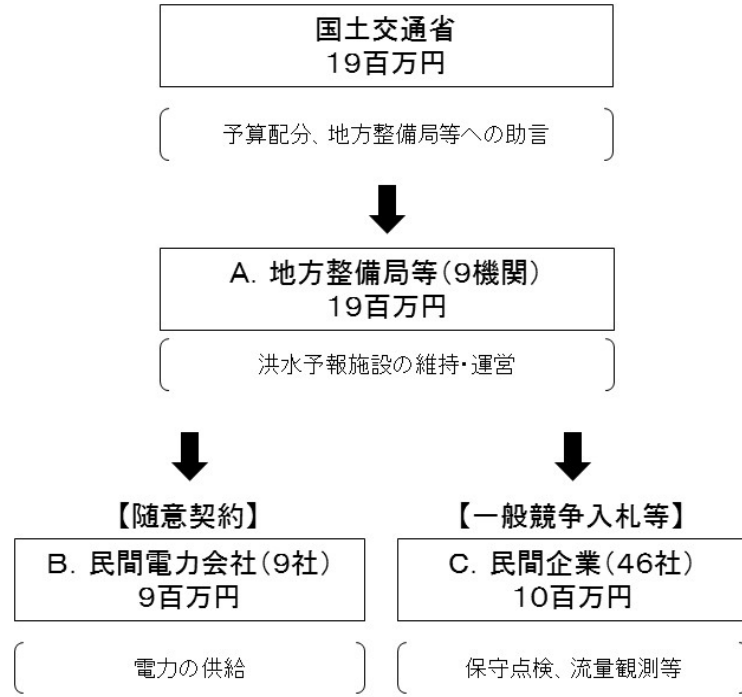 国土交通省
19百万円
予算配分、地方整備局等への助言
A. 地方整備局等(9機関)
19百万円
洪水予報施設の維持・運営
【随意契約】
B. 民間電力会社(9社)
9百万円
電力の供給
【一般競争入札等】
C. 民間企業(46社)
10百万円
保守点検、流量観測等